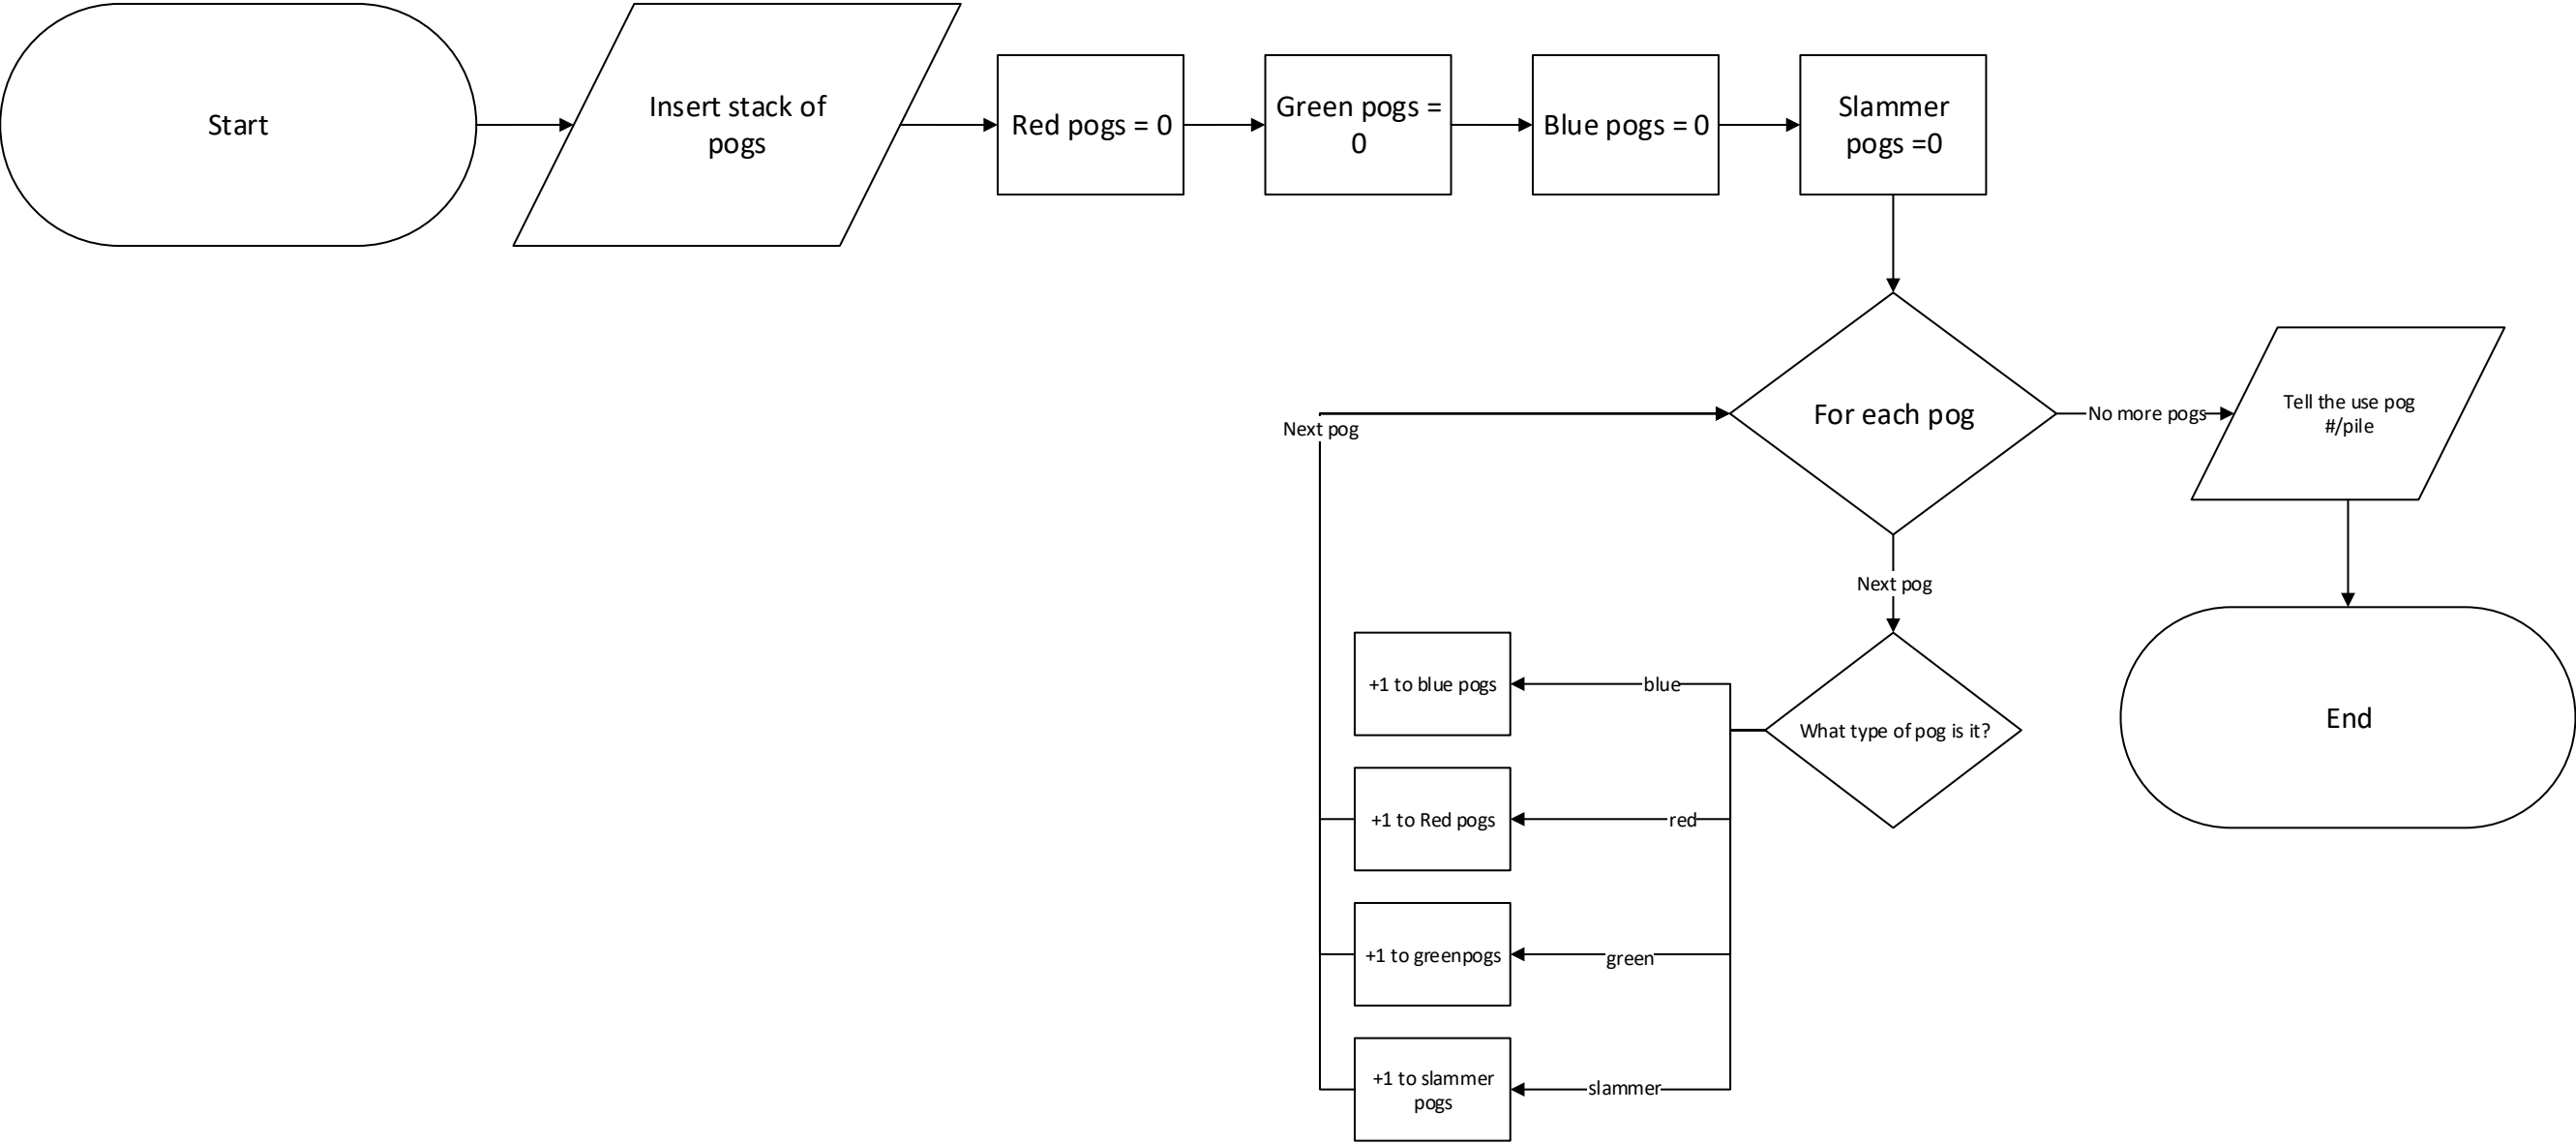 Start
Insert stack of
pogs
Red pogs = 0
Green pogs =
0
Blue pogs = 0
Slammer
pogs =0
For each pog
No more pogs
Tell the use pog
#/pile
Next pog
Next pog
+1 to blue pogs
blue
What type of pog is it?
End
+1 to Red pogs
red
+1 to greenpogs
green
+1 to slammer
pogs
slammer